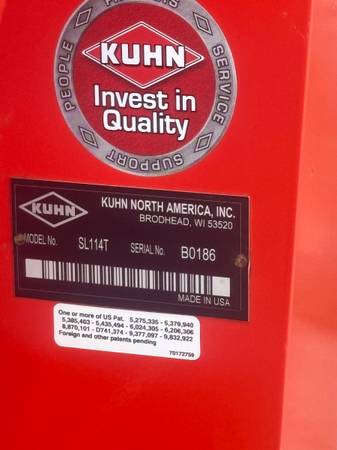 PRODUCTS
PEOPLE
SERVICE
KUHN
Invest in
Quality
SUPPORT
KUHN
KUHN NORTH AMERICA, INC.
BRODHEAD, WI 53520
MODEL No. SL114T SERIAL No. B0186
MADE IN USA
One or more of US Pat. 5,275,335 - 5,379,940
5,385,403 - 5,435,494 - 6,024,305 - 6,206,306
8,870,101 - D741,374 - 9,377,097 - 9,832,922
Foreign and other patents pending
70172759